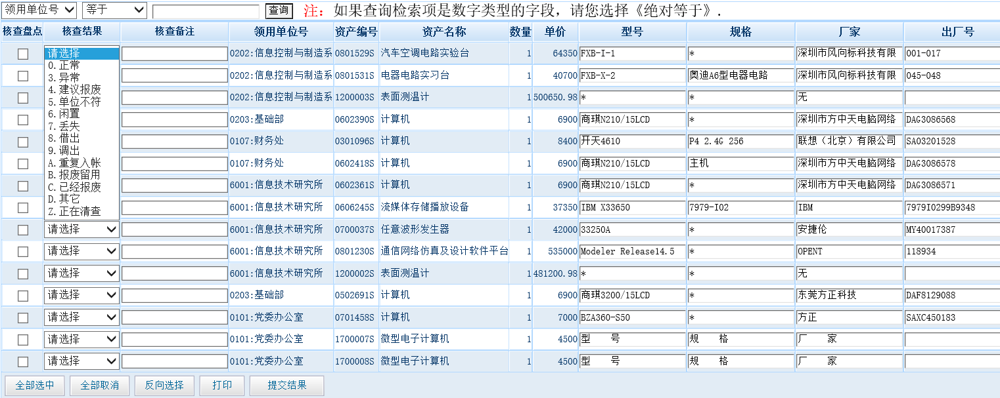 领用单位号 等于 查询 注：如果查询检索项是数字类型的字段，请您选择《绝对等于》.
核查盘点 核查结果 核查备注 领用单位号 资产编号 资产名称 数量 单价 型号 规格 厂家 出厂号
请选择 0202:信息控制与制造系 0801529S 汽车空调电路实验台 1 64350 FXB-I-1 * 深圳市风向标科技有限 001-017
0.正常
3.异常 0202:信息控制与制造系 0801531S 电器电路实习台 1 40700 FXB-X-2 奥迪A6型电器电路 深圳市风向标科技有限 045-048
4.建议报废
5.单位不符 0202:信息控制与制造系 1200003S 表面测温计 1 500650.98 * * 无
6.闲置
7.丢失 0203:基础部 0602390S 计算机 1 6900 商琪N210/15LCD * 深圳市方中天电脑网络 DAG3086568
8.借出 0107:财务处 0301096S 计算机 1 8400 开天4610 P4 2.4G 256 联想（北京）有限公司 SA03201528
9.调出
A.重复入帐 0107:财务处 0602418S 计算机 1 6900 商琪N210/15LCD 主机 深圳市方中天电脑网络 DAG3086578
B.报废留用
C.已经报废 6001:信息技术研究所 0602361S 计算机 1 6900 商琪N210/15LCD * 深圳市方中天电脑网络 DAG3086571
D.其它
Z.正在清查 6001:信息技术研究所 0606245S 流媒体存储播放设备 1 37350 IBM X33650 7979-I02 IBM 7979I0299B9348
请选择 6001:信息技术研究所 0700037S 任意波形发生器 1 42000 33250A * 安捷伦 MY40017387
请选择 6001:信息技术研究所 0801230S 通信网络仿真及设计软件平台 1 535000 Modeler Release14.5 * OPENT 118934
请选择 6001:信息技术研究所 1200002S 表面测温计 1 481200.98 * * 无
请选择 0203:基础部 0502691S 计算机 1 6900 商琪3200/15LCD * 东莞方正科技 DAF8129088
请选择 0101:党委办公室 0701458S 计算机 1 7000 BZA360-S50 * 方正 SAXC450183
请选择 0101:党委办公室 1700007S 微型电子计算机 1 4500 型 号 规 格 厂 家
请选择 0101:党委办公室 1700008S 微型电子计算机 1 4500 型 号 规 格 厂 家
全部选中 全部取消 反向选择 打印 提交结果